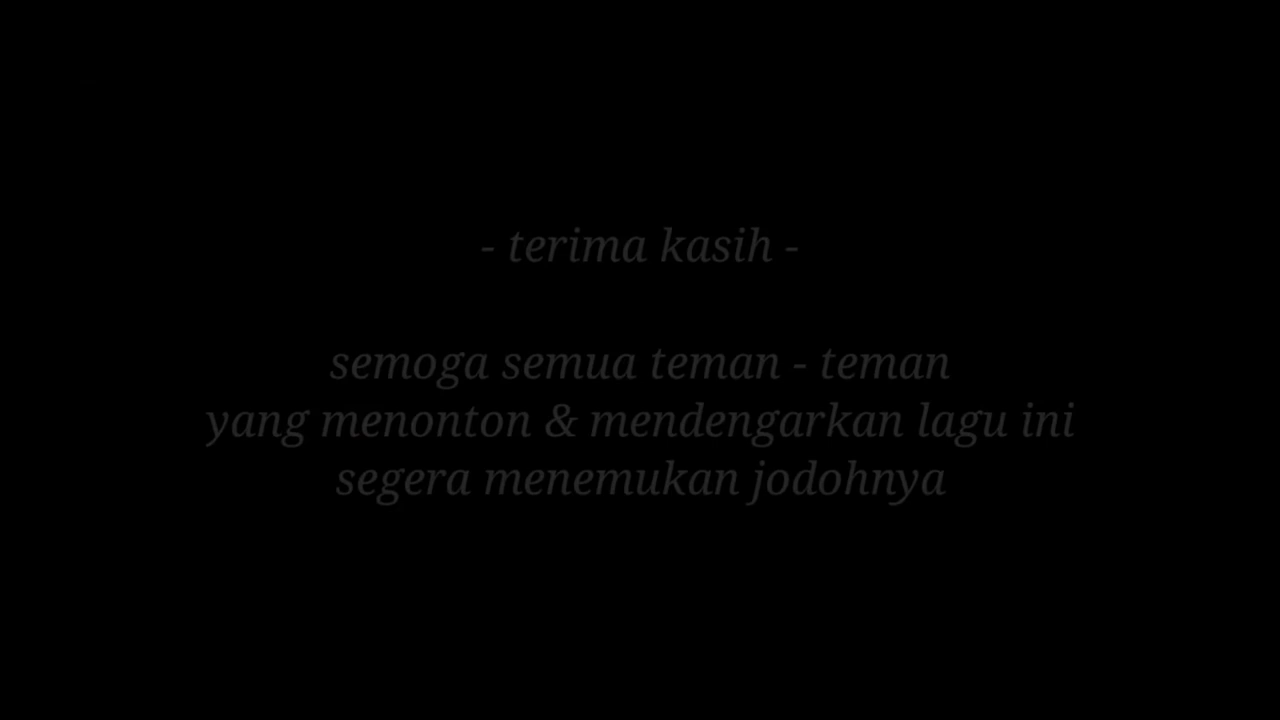 - terima kasih -
semoga semua teman - teman
yang menonton & mendengarkan lagu ini
segera menemukan jodohnya